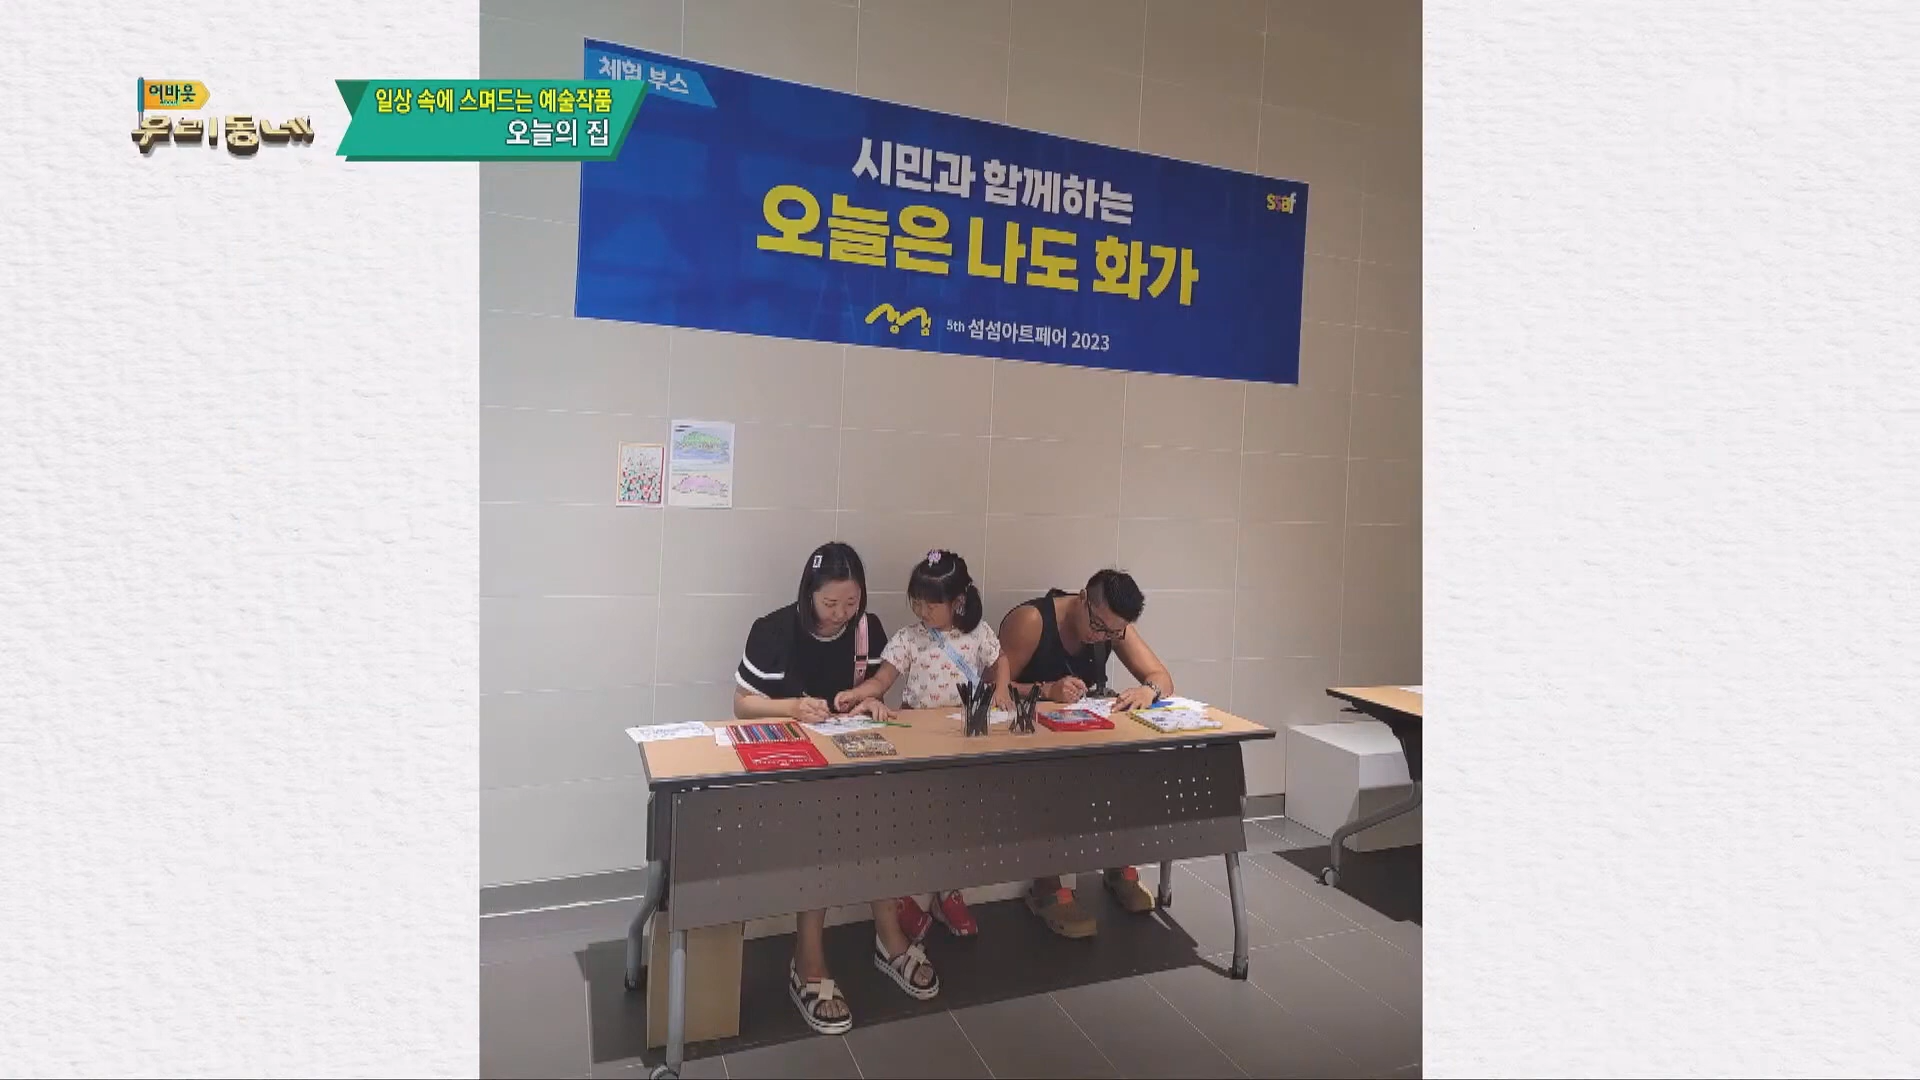 어바웃
우리동네
일상 속에 스며드는 예술작품
오늘의 집
체험 부스
시민과 함께하는
오늘은 나도 화가
ssaf
섬섬
5th 섬섬아트페어 2023